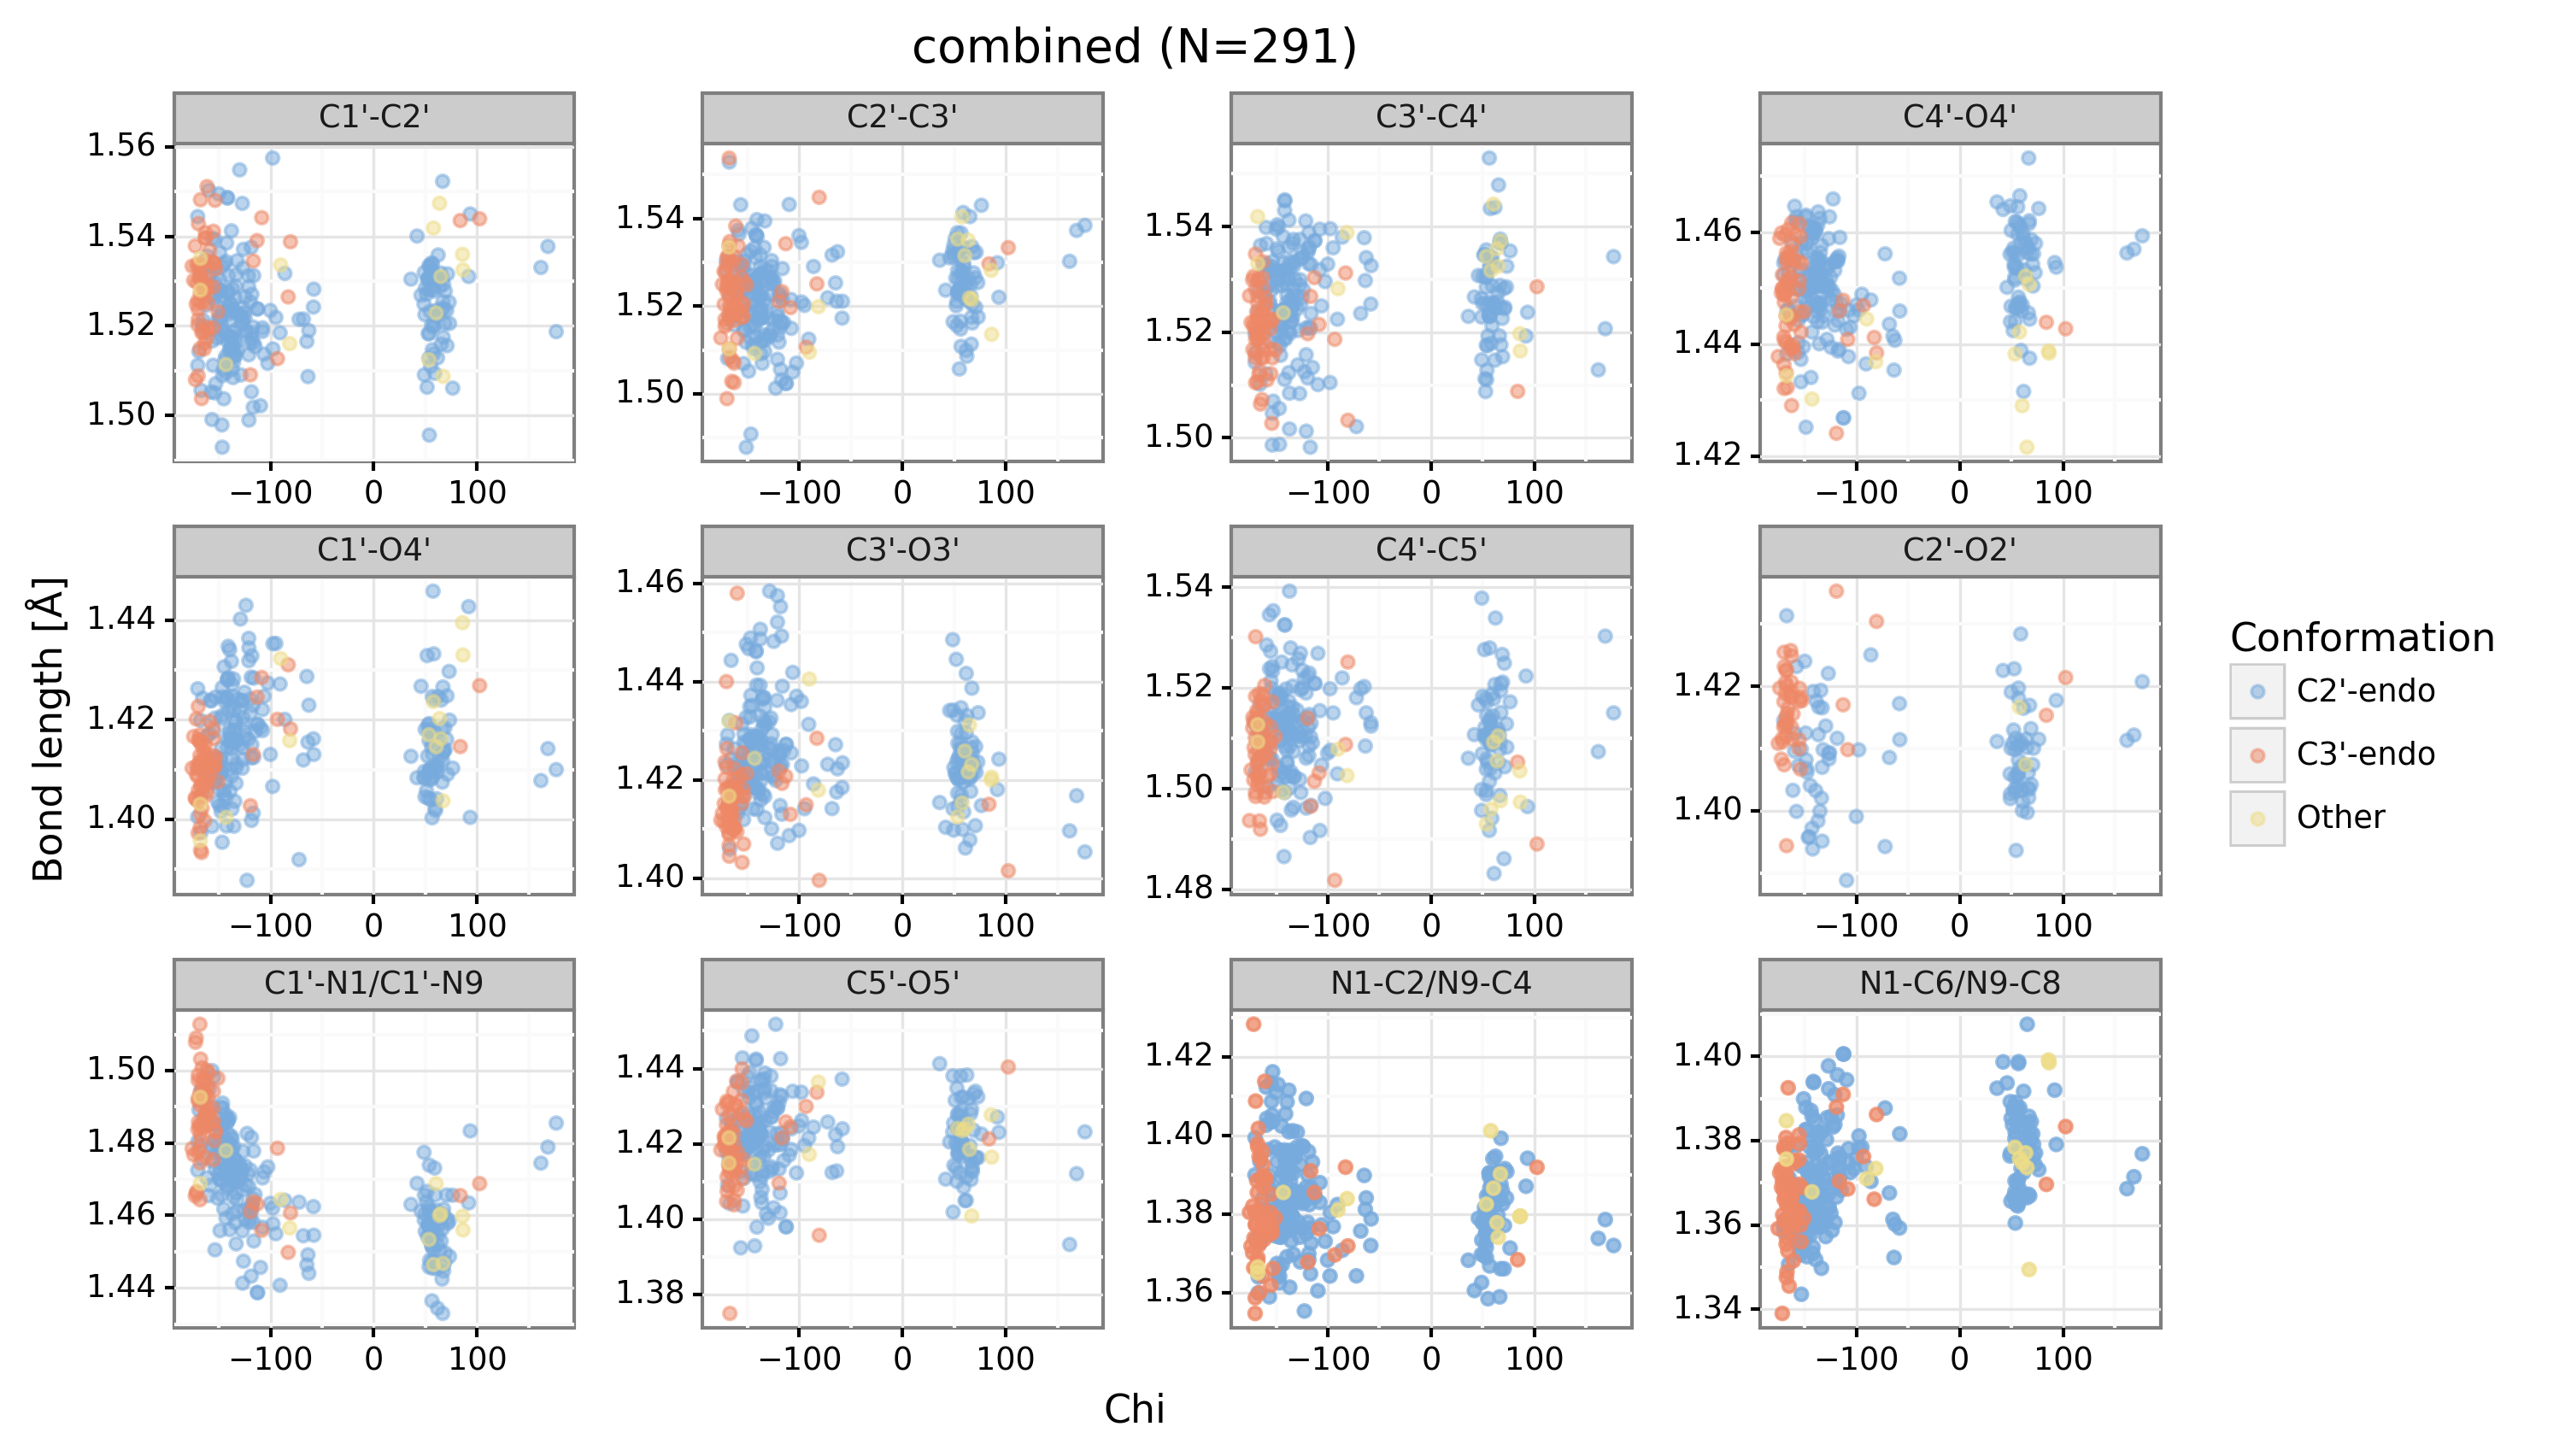 combined (N=291)
C1'-C2'
C2'-C3'
C3'-C4'
C4'-O4'
1.56
1.54
1.52
1.50
1.54
1.52
1.50
1.54
1.52
1.50
1.46
1.44
1.42
−100 0 100
−100 0 100
−100 0 100
−100 0 100
C1'-O4'
C3'-O3'
C4'-C5'
C2'-O2'
1.44
1.42
1.40
1.46
1.44
1.42
1.40
1.54
1.52
1.50
1.48
1.42
1.40
−100 0 100
−100 0 100
−100 0 100
−100 0 100
C1'-N1/C1'-N9
C5'-O5'
N1-C2/N9-C4
N1-C6/N9-C8
1.50
1.48
1.46
1.44
1.44
1.42
1.40
1.38
1.42
1.40
1.38
1.36
1.40
1.38
1.36
1.34
−100 0 100
−100 0 100
−100 0 100
−100 0 100
Bond length [Å]
Chi
Conformation
C2'-endo
C3'-endo
Other